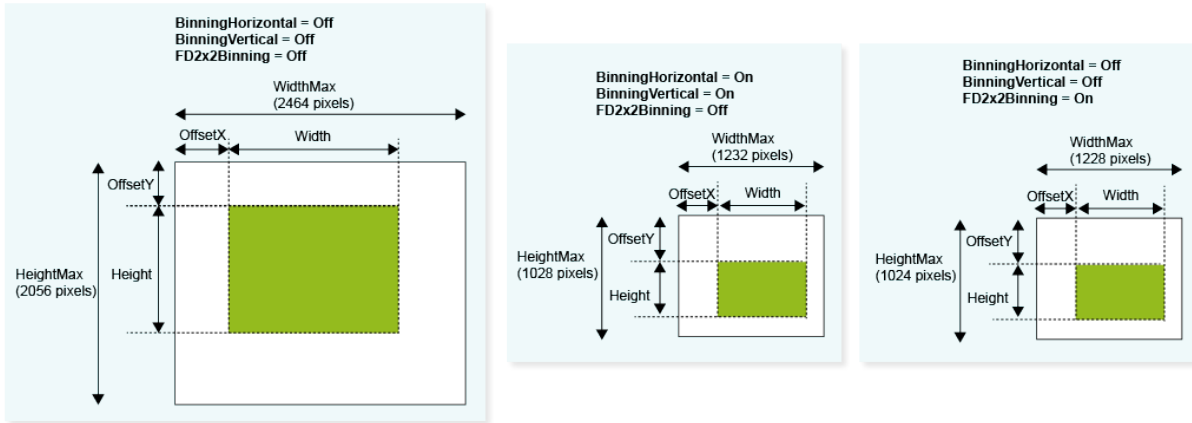 BinningHorizontal = Off
BinningVertical = Off
FD2x2Binning = Off
WidthMax
(2464 pixels)
OffsetX
Width
OffsetY
HeightMax
(2056 pixels)
Height
BinningHorizontal = On
BinningVertical = On
FD2x2Binning = Off
WidthMax
(1232 pixels)
OffsetX
Width
OffsetY
HeightMax
(1028 pixels)
Height
BinningHorizontal = Off
BinningVertical = Off
FD2x2Binning = On
WidthMax
(1228 pixels)
OffsetX
Width
OffsetY
HeightMax
(1024 pixels)
Height